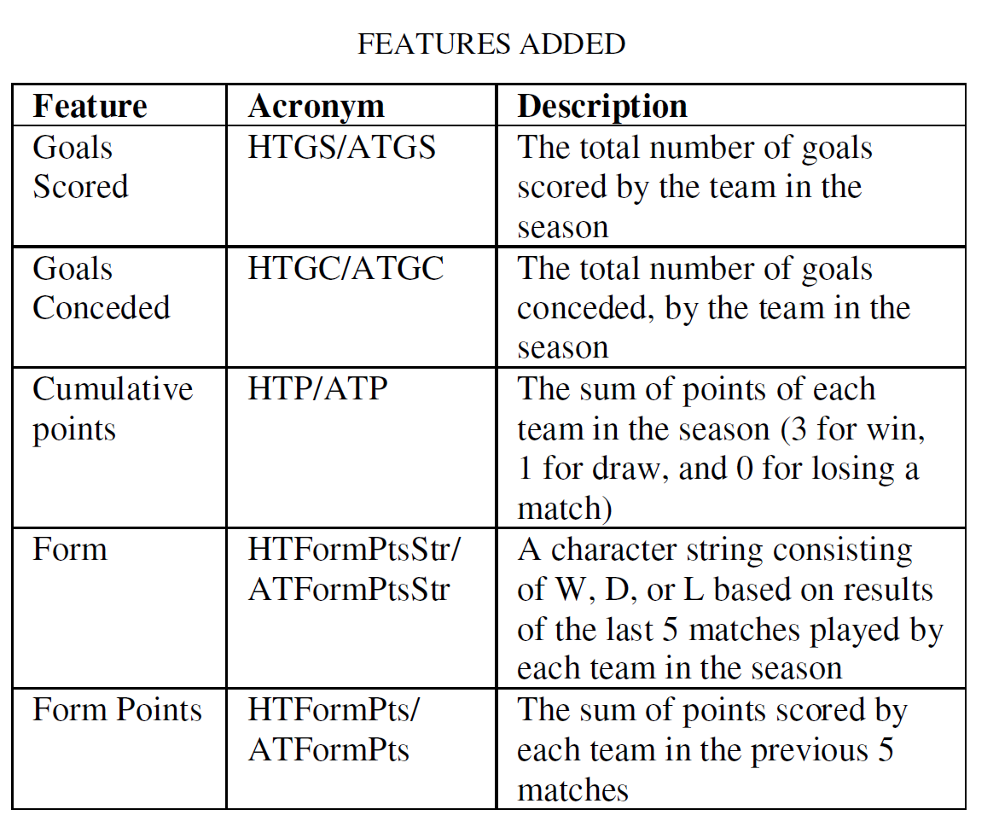 FEATURES ADDED
Feature Acronym Description
Goals HTGS/ATGS The total number of goals
Scored scored by the team in the
season
Goals HTGC/ATGC The total number of goals
Conceded conceded, by the team in the
season
Cumulative HTP/ATP The sum of points of each
points team in the season (3 for win,
1 for draw, and 0 for losing a
match)
Form HTFormPtsStr/ A character string consisting
ATFormPtsStr of W, D, or L based on results
of the last 5 matches played by
each team in the season
Form Points HTFormPts/ The sum of points scored by
ATFormPts each team in the previous 5
matches